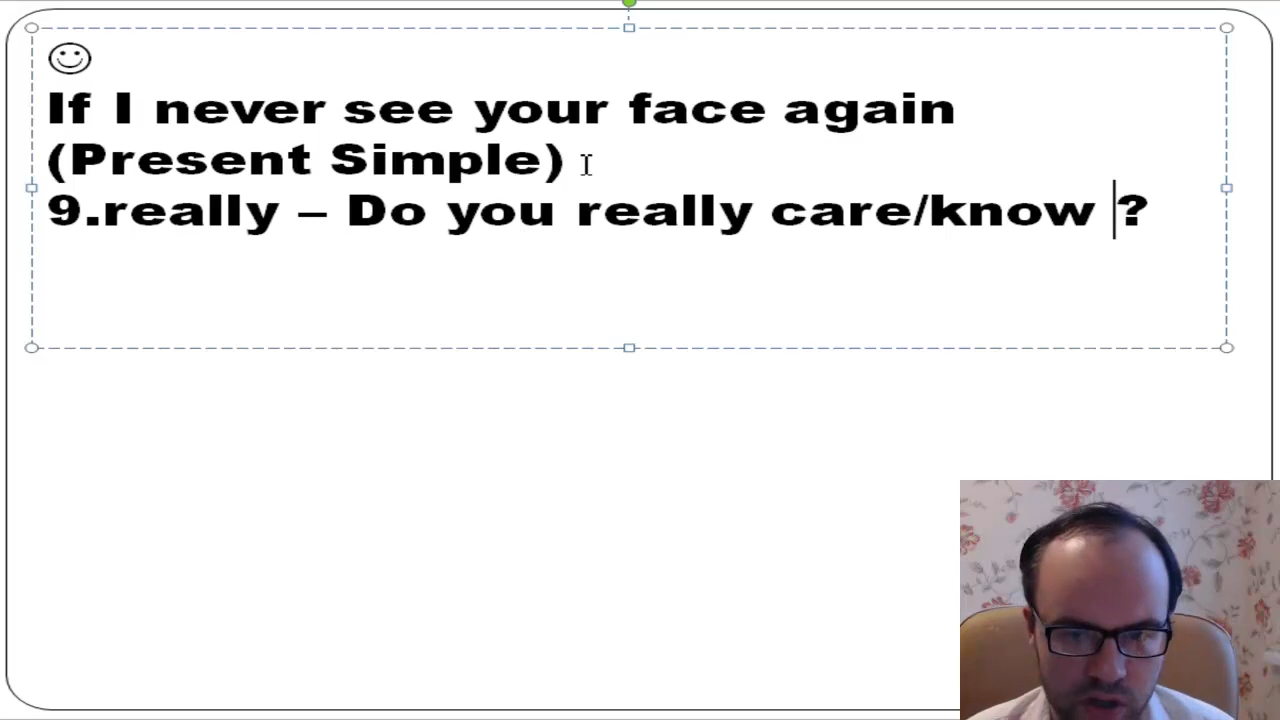 ☺
If I never see your face again
(Present Simple)
9.really – Do you really care/know ?